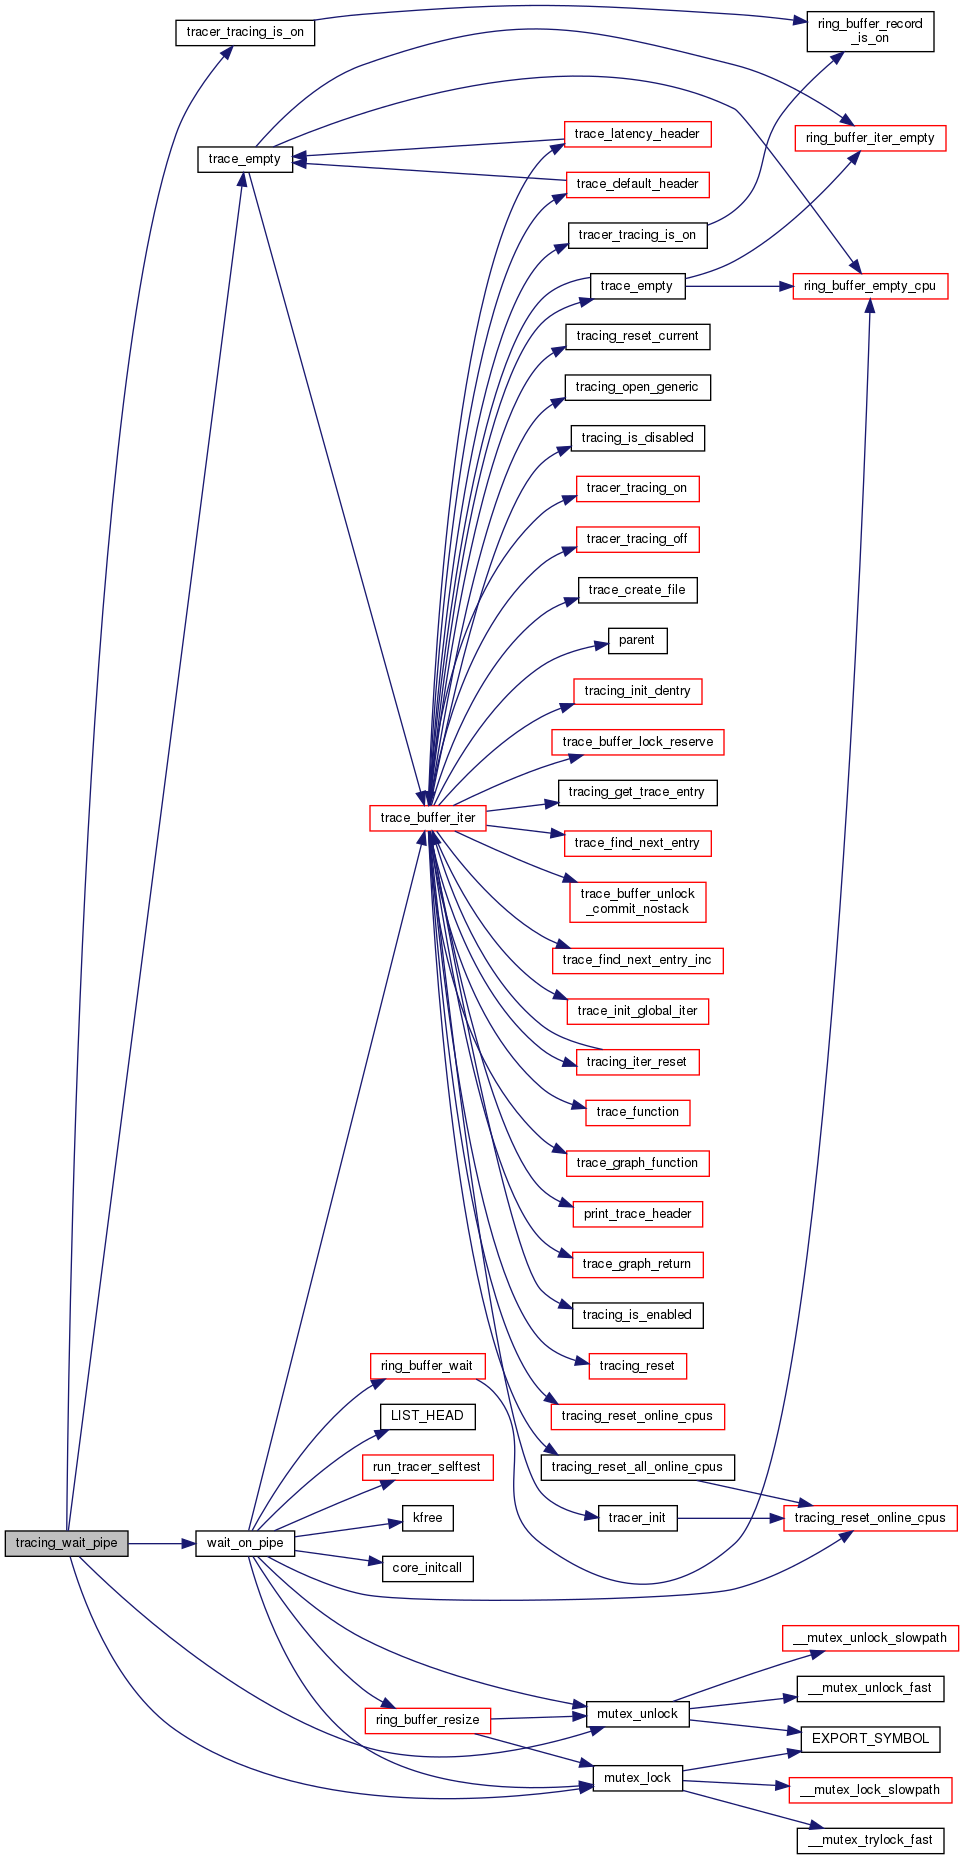 tracer_tracing_is_on
ring_buffer_record
_is_on
trace_latency_header
ring_buffer_iter_empty
trace_empty
trace_default_header
tracer_tracing_is_on
trace_empty
ring_buffer_empty_cpu
tracing_reset_current
tracing_open_generic
tracing_is_disabled
tracer_tracing_on
tracer_tracing_off
trace_create_file
parent
tracing_init_dentry
trace_buffer_lock_reserve
tracing_get_trace_entry
trace_buffer_iter
trace_find_next_entry
trace_buffer_unlock
_commit_nostack
trace_find_next_entry_inc
trace_init_global_iter
tracing_iter_reset
trace_function
trace_graph_function
print_trace_header
trace_graph_return
tracing_is_enabled
ring_buffer_wait
tracing_reset
LIST_HEAD
tracing_reset_online_cpus
run_tracer_selftest
tracing_reset_all_online_cpus
kfree
tracer_init
tracing_reset_online_cpus
tracing_wait_pipe
wait_on_pipe
core_initcall
__mutex_unlock_slowpath
__mutex_unlock_fast
ring_buffer_resize
mutex_unlock
EXPORT_SYMBOL
mutex_lock
__mutex_lock_slowpath
__mutex_trylock_fast